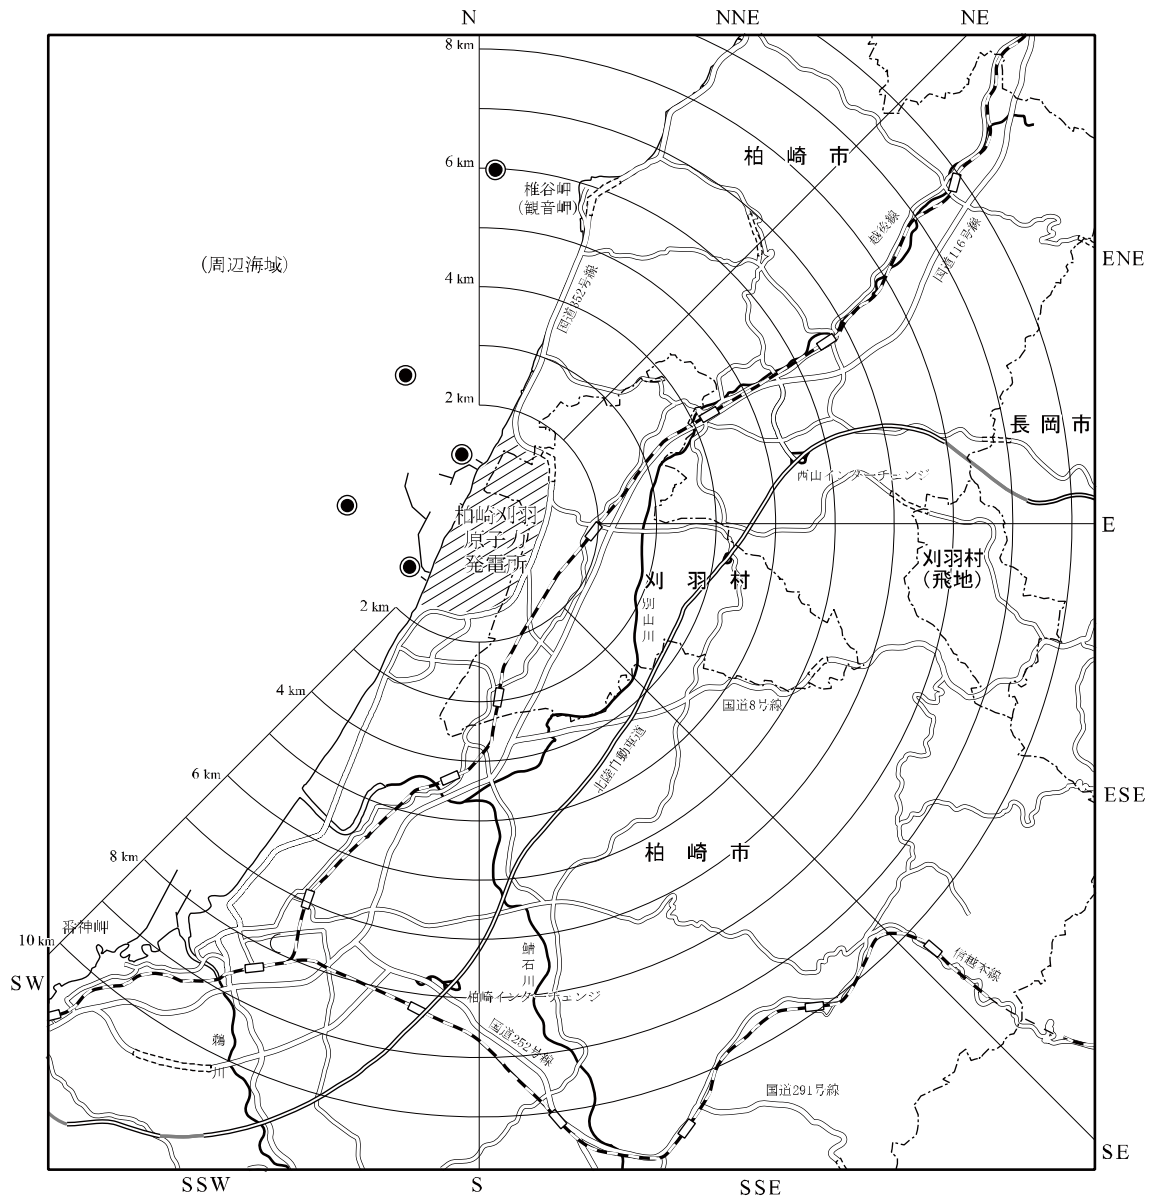 N
NNE
NE
8 km
柏崎市
6 km
椎谷岬
(観音岬)
越後線
国道116号線
(周辺海域)
ENE
4 km
国道352号線
2 km
長岡市
西山インターチェンジ
柏崎刈羽
原子力
発電所
E
刈羽村
(飛地)
刈羽村
2 km
別山川
4 km
国道8号線
北陸自動車道
6 km
ESE
8 km
柏崎市
番神岬
10 km
鯖石川
信越本線
SW
柏崎インターチェンジ
国道252号線
鵜川
国道291号線
SE
SSW
S
SSE